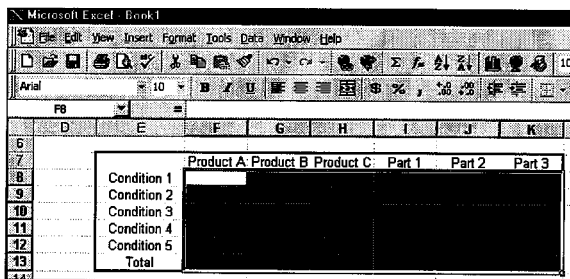 Microsoft Excel - Book1
File Edit View Insert Format Tools Data Window Help
Arial 10 B I U $ % ,
F8 =
D E F G H I J K
6
7 Product A Product B Product C Part 1 Part 2 Part 3
8 Condition 1
9 Condition 2
10 Condition 3
11 Condition 4
12 Condition 5
13 Total
14